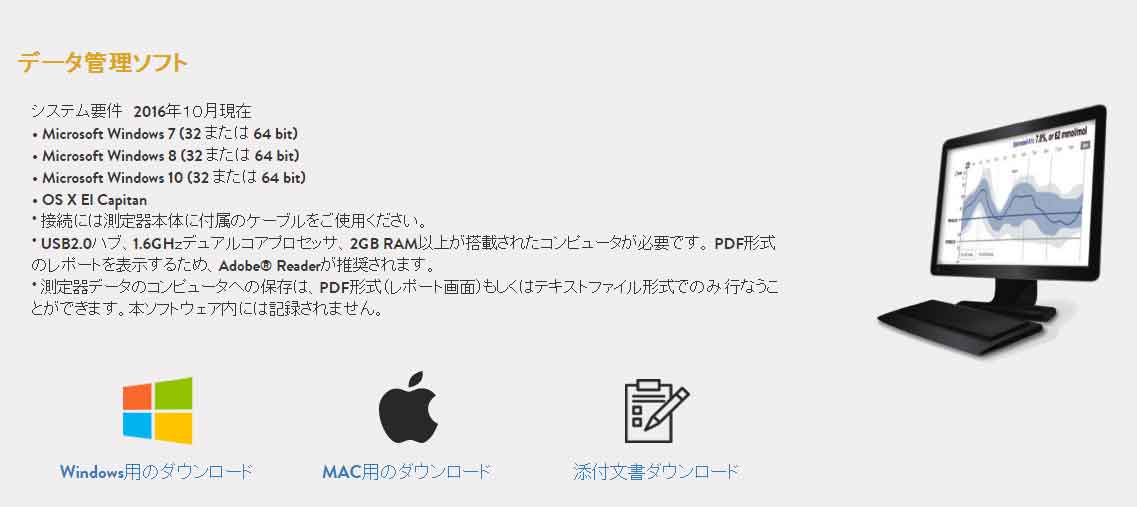 データ管理ソフト
システム要件　2016年10月現在
• Microsoft Windows 7 (32 または 64 bit)
• Microsoft Windows 8 (32 または 64 bit)
• Microsoft Windows 10 (32 または 64 bit)
• OS X El Capitan
* 接続には測定器本体に付属のケーブルをご使用ください。
* USB2.0ハブ、1.6GHzデュアルコアプロセッサ、2GB RAM以上が搭載されたコンピュータが必要です。 PDF形式
のレポートを表示するため、Adobe® Readerが推奨されます。
* 測定器データのコンピュータへの保存は、PDF形式（レポート画面）もしくはテキストファイル形式でのみ行なうこ
とができます。本ソフトウェア内には記録されません。
7.0%, or 62 mmol/mol
Windows用のダウンロード
MAC用のダウンロード
添付文書ダウンロード